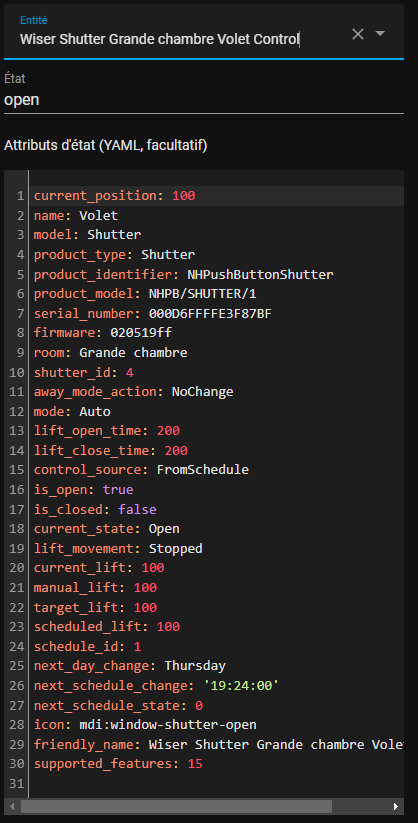 Entité
Wiser Shutter Grande chambre Volet Control
État
open
Attributs d'état (YAML, facultatif)
1 current_position: 100
2 name: Volet
3 model: Shutter
4 product_type: Shutter
5 product_identifier: NHPushButtonShutter
6 product_model: NHPB/SHUTTER/1
7 serial_number: 000D6FFFFE3F87BF
8 firmware: 020519ff
9 room: Grande chambre
10 shutter_id: 4
11 away_mode_action: NoChange
12 mode: Auto
13 lift_open_time: 200
14 lift_close_time: 200
15 control_source: FromSchedule
16 is_open: true
17 is_closed: false
18 current_state: Open
19 lift_movement: Stopped
20 current_lift: 100
21 manual_lift: 100
22 target_lift: 100
23 scheduled_lift: 100
24 schedule_id: 1
25 next_day_change: Thursday
26 next_schedule_change: '19:24:00'
27 next_schedule_state: 0
28 icon: mdi:window-shutter-open
29 friendly_name: Wiser Shutter Grande chambre Vole
30 supported_features: 15
31